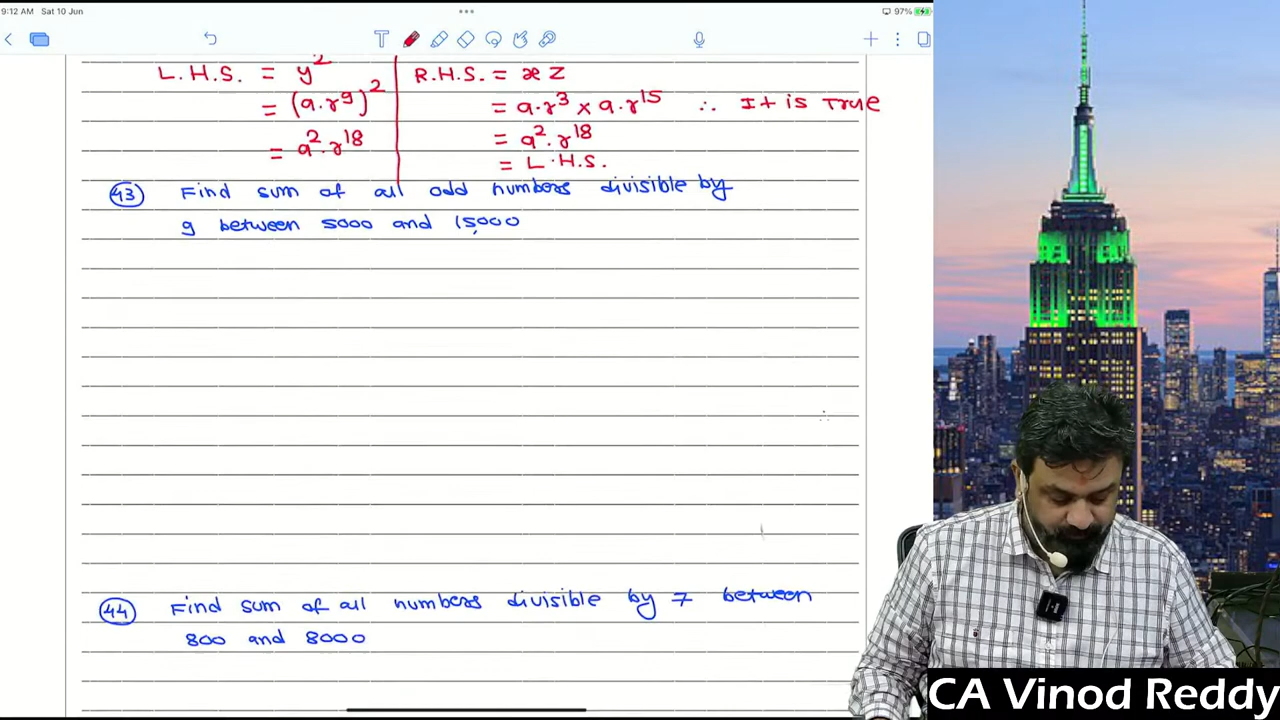 9:12 AM Sat 10 Jun
97%
L.H.S. = y²
= (a.r⁹)²
= a².r¹⁸
R.H.S. = x z
= a.r³ × a.r¹⁵ ∴ It is True
= a².r¹⁸
= L.H.S.
43 Find sum of all odd numbers divisible by
9 between 5000 and 15,000
44 Find sum of all numbers divisible by 7 between
800 and 8000
CA Vinod Reddy